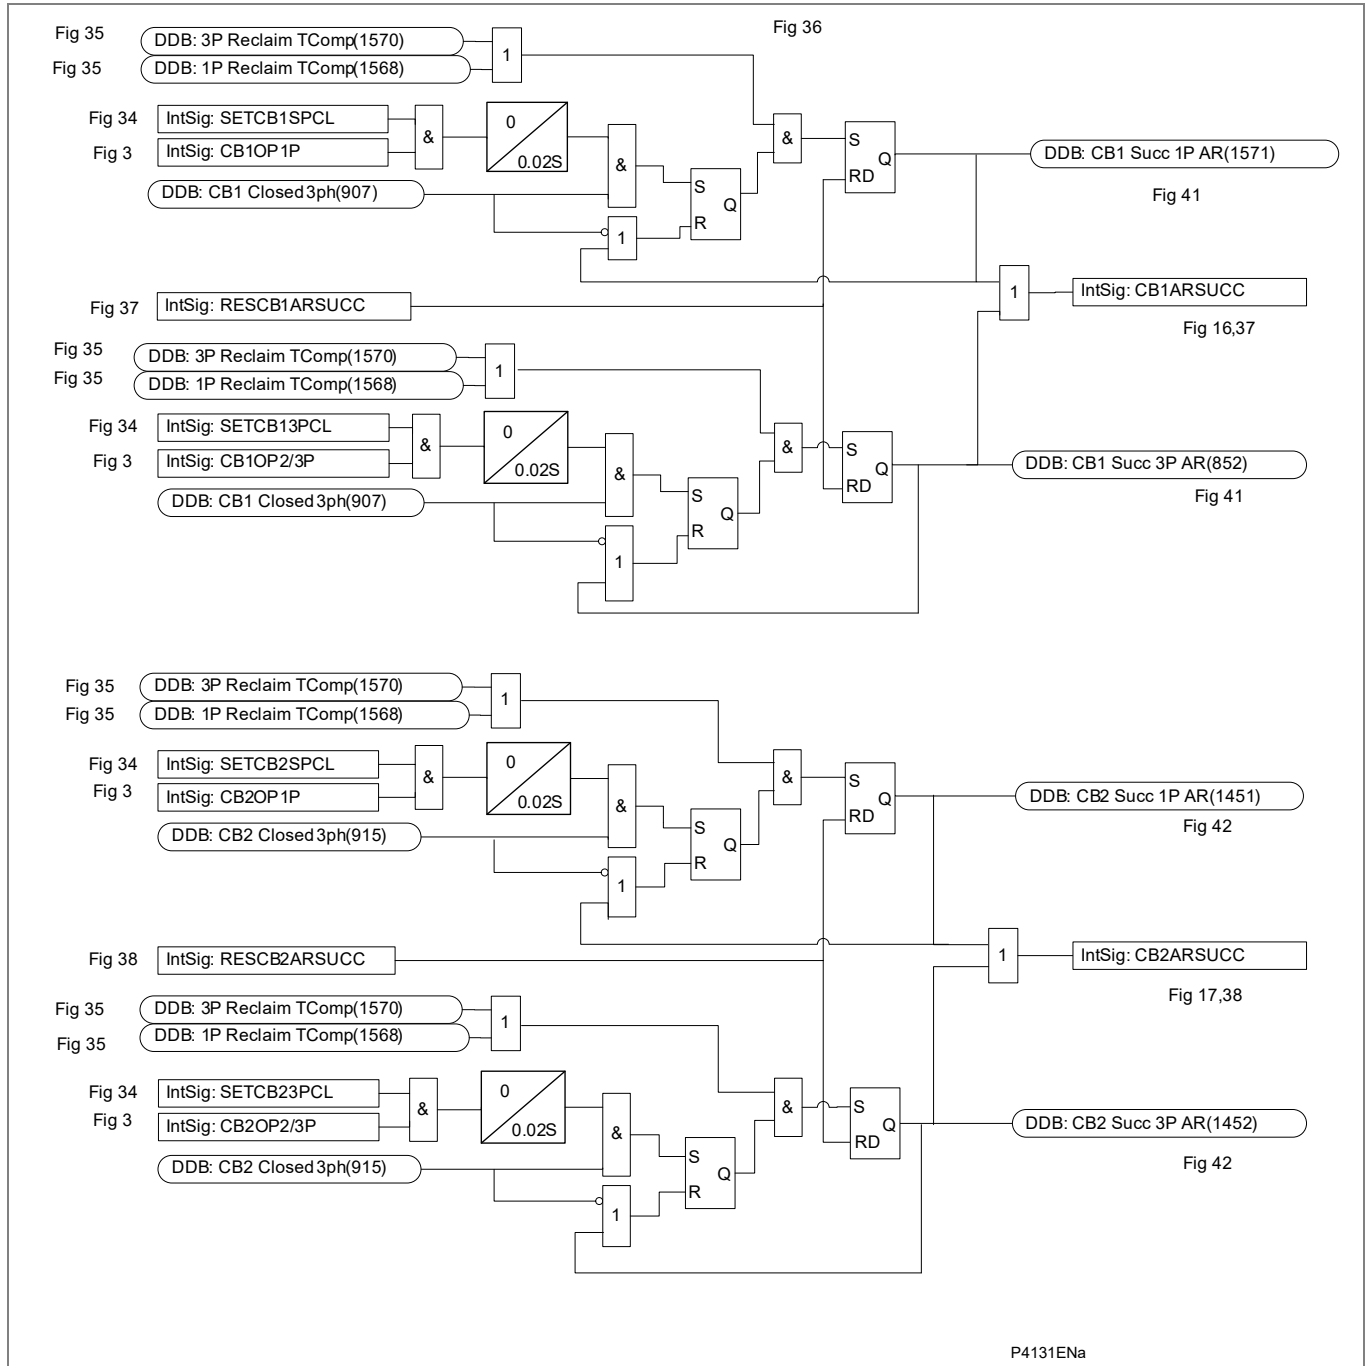 Fig 36
Fig 35
DDB: 3P Reclaim TComp(1570)
1
Fig 35
DDB: 1P Reclaim TComp(1568)
Fig 34
IntSig: SETCB1SPCL
&
0
0.02S
Fig 3
IntSig: CB1OP1P
&
&
S
Q
RD
DDB: CB1 Succ 1P AR(1571)
Fig 41
DDB: CB1 Closed 3ph(907)
S
Q
R
1
1
IntSig: CB1ARSUCC
Fig 16,37
Fig 37
IntSig: RESCB1ARSUCC
Fig 35
DDB: 3P Reclaim TComp(1570)
1
Fig 35
DDB: 1P Reclaim TComp(1568)
Fig 34
IntSig: SETCB13PCL
&
0
0.02S
Fig 3
IntSig: CB1OP2/3P
&
&
S
Q
RD
DDB: CB1 Succ 3P AR(852)
Fig 41
DDB: CB1 Closed 3ph(907)
S
Q
R
1
Fig 35
DDB: 3P Reclaim TComp(1570)
1
Fig 35
DDB: 1P Reclaim TComp(1568)
Fig 34
IntSig: SETCB2SPCL
&
0
0.02S
Fig 3
IntSig: CB2OP1P
&
&
S
Q
RD
DDB: CB2 Succ 1P AR(1451)
Fig 42
DDB: CB2 Closed 3ph(915)
S
Q
R
1
1
IntSig: CB2ARSUCC
Fig 17,38
Fig 38
IntSig: RESCB2ARSUCC
Fig 35
DDB: 3P Reclaim TComp(1570)
1
Fig 35
DDB: 1P Reclaim TComp(1568)
Fig 34
IntSig: SETCB23PCL
&
0
0.02S
Fig 3
IntSig: CB2OP2/3P
&
&
S
Q
RD
DDB: CB2 Succ 3P AR(1452)
Fig 42
DDB: CB2 Closed 3ph(915)
S
Q
R
1
P4131ENa